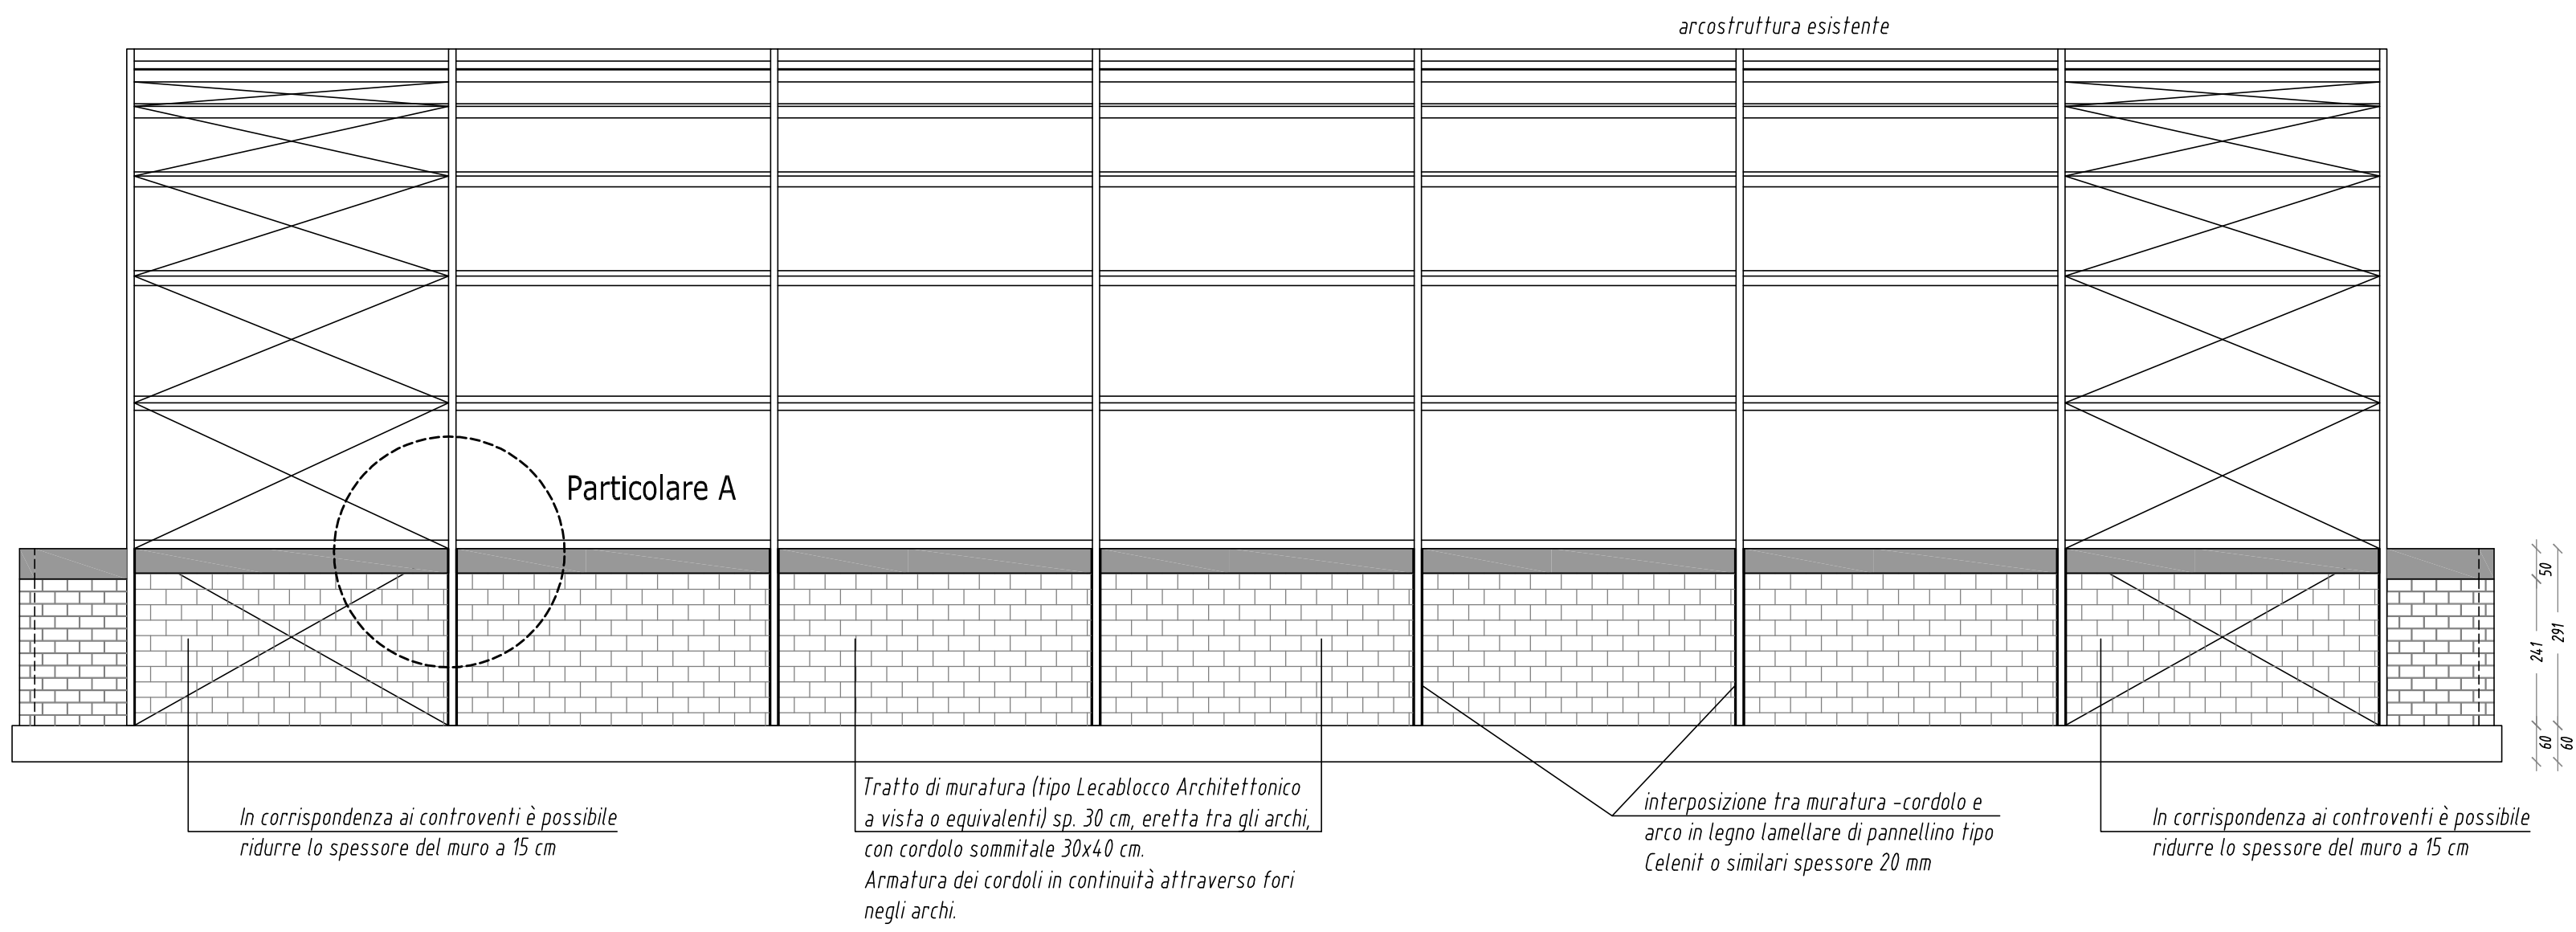 arcostruttura esistente
Particolare A
50
291
241
60
60
In corrispondenza ai controventi è possibile
ridurre lo spessore del muro a 15 cm
Tratto di muratura (tipo Lecablocco Architettonico
a vista o equivalenti) sp. 30 cm, eretta tra gli archi,
con cordolo sommitale 30x40 cm.
Armatura dei cordoli in continuità attraverso fori
negli archi.
interposizione tra muratura -cordolo e
arco in legno lamellare di pannellino tipo
Celenit o similari spessore 20 mm
In corrispondenza ai controventi è possibile
ridurre lo spessore del muro a 15 cm